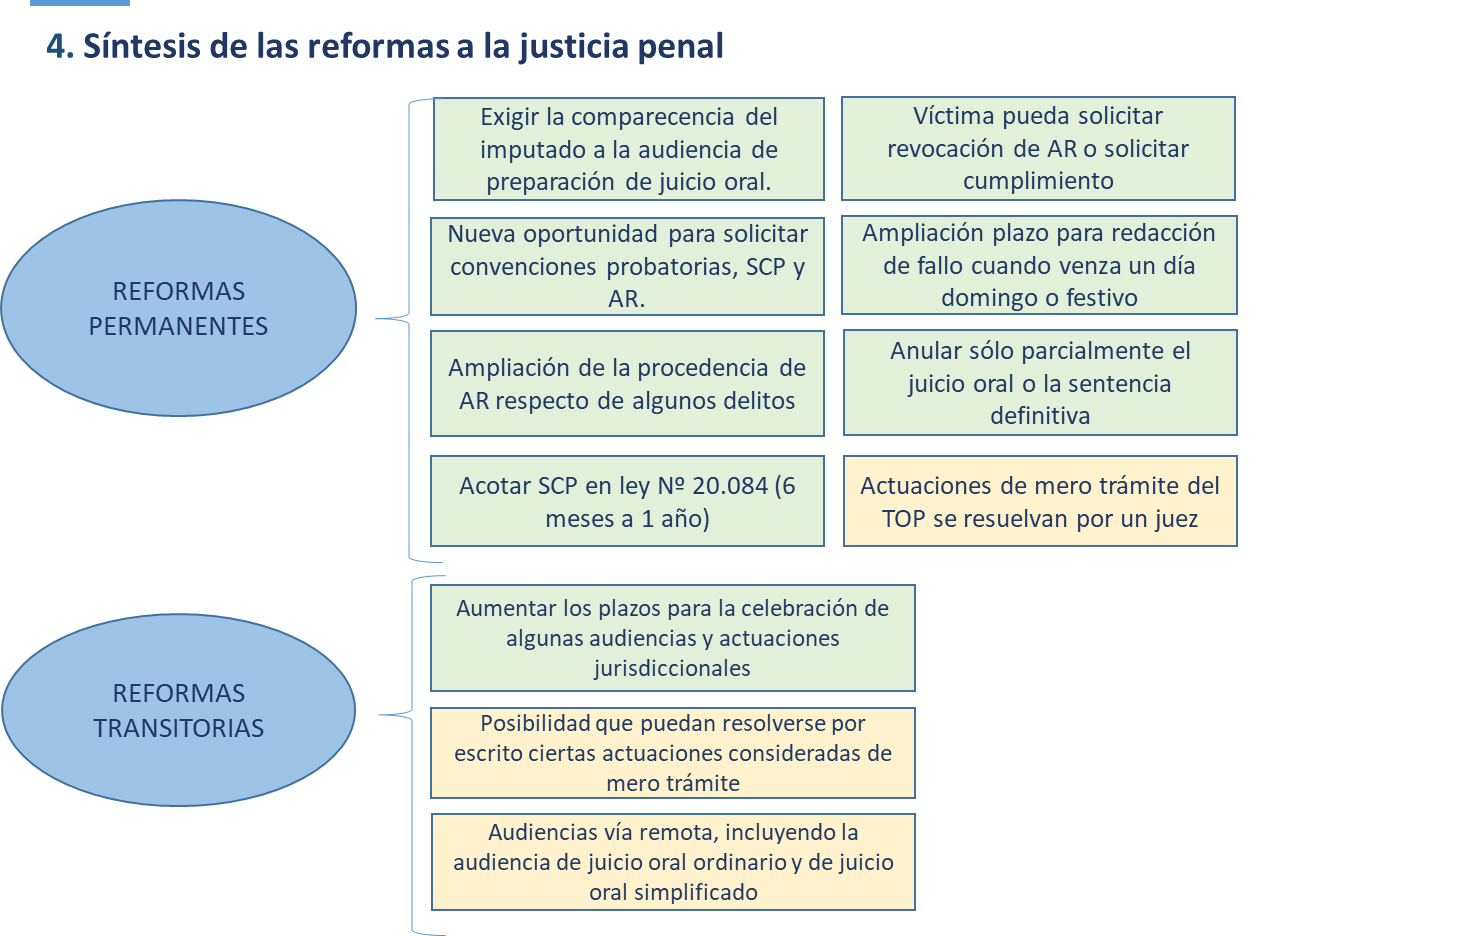 4. Síntesis de las reformas a la justicia penal
REFORMAS
PERMANENTES
Exigir la comparecencia del
imputado a la audiencia de
preparación de juicio oral.
Víctima pueda solicitar
revocación de AR o solicitar
cumplimiento
Nueva oportunidad para solicitar
convenciones probatorias, SCP y
AR.
Ampliación plazo para redacción
de fallo cuando venza un día
domingo o festivo
Ampliación de la procedencia de
AR respecto de algunos delitos
Anular sólo parcialmente el
juicio oral o la sentencia
definitiva
Acotar SCP en ley Nº 20.084 (6
meses a 1 año)
Actuaciones de mero trámite del
TOP se resuelvan por un juez
REFORMAS
TRANSITORIAS
Aumentar los plazos para la celebración de
algunas audiencias y actuaciones
jurisdiccionales
Posibilidad que puedan resolverse por
escrito ciertas actuaciones consideradas de
mero trámite
Audiencias vía remota, incluyendo la
audiencia de juicio oral ordinario y de juicio
oral simplificado